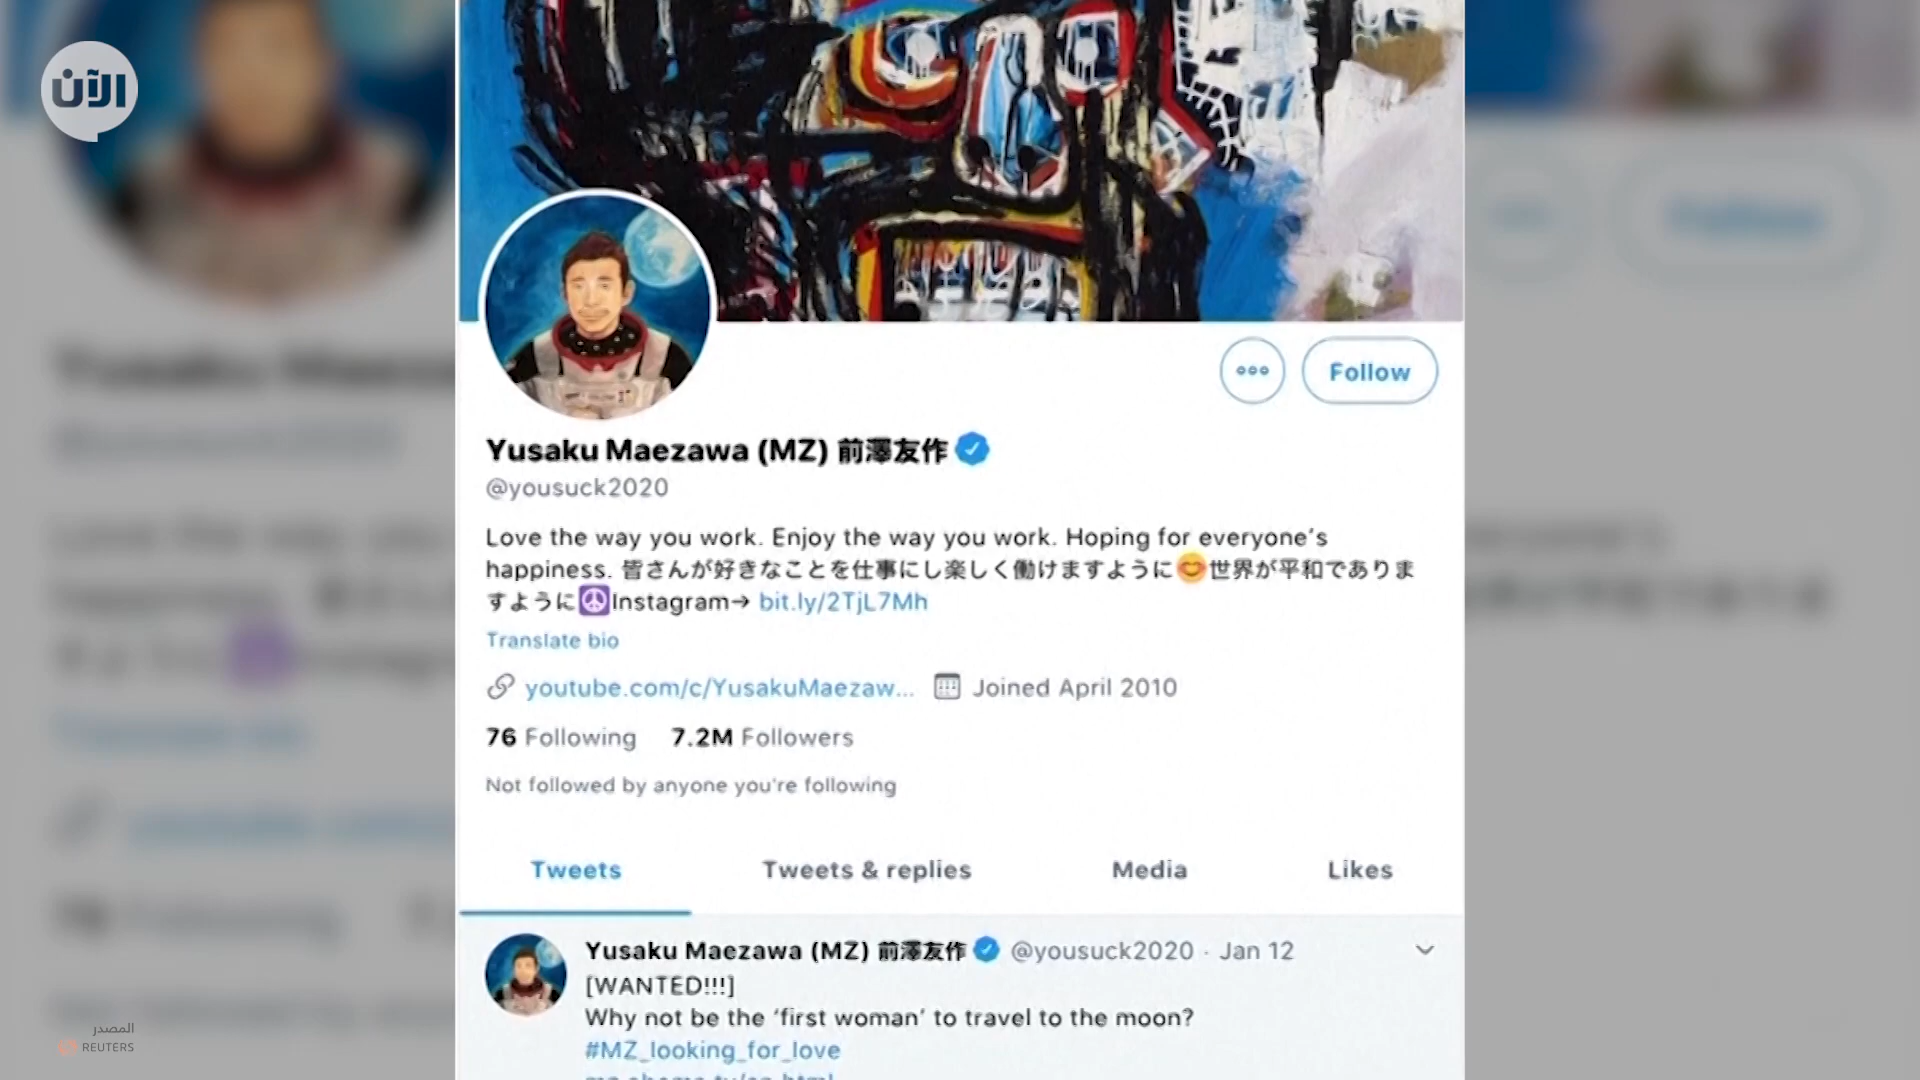 الآن
Follow
Yusaku Maezawa (MZ) 前澤友作
@yousuck2020
Love the way you work. Enjoy the way you work. Hoping for everyone's
happiness. 皆さんが好きなことを仕事にし楽しく働けますように😊世界が平和でありま
すように☮Instagram→ bit.ly/2TjL7Mh
Translate bio
youtube.com/c/YusakuMaezaw... Joined April 2010
76 Following 7.2M Followers
Not followed by anyone you're following
Tweets Tweets & replies Media Likes
Yusaku Maezawa (MZ) 前澤友作 @yousuck2020 · Jan 12
[WANTED!!!]
Why not be the 'first woman' to travel to the moon?
#MZ_looking_for_love
المصدر
REUTERS